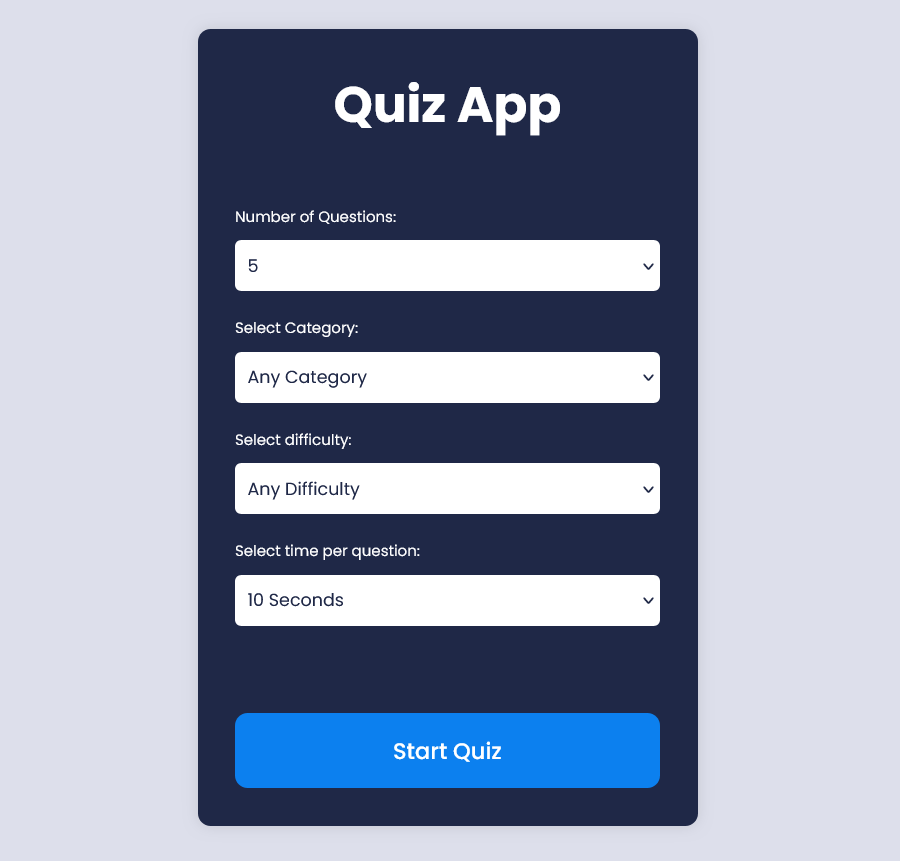 Quiz App
Number of Questions:
5
Select Category:
Any Category
Select difficulty:
Any Difficulty
Select time per question:
10 Seconds
Start Quiz